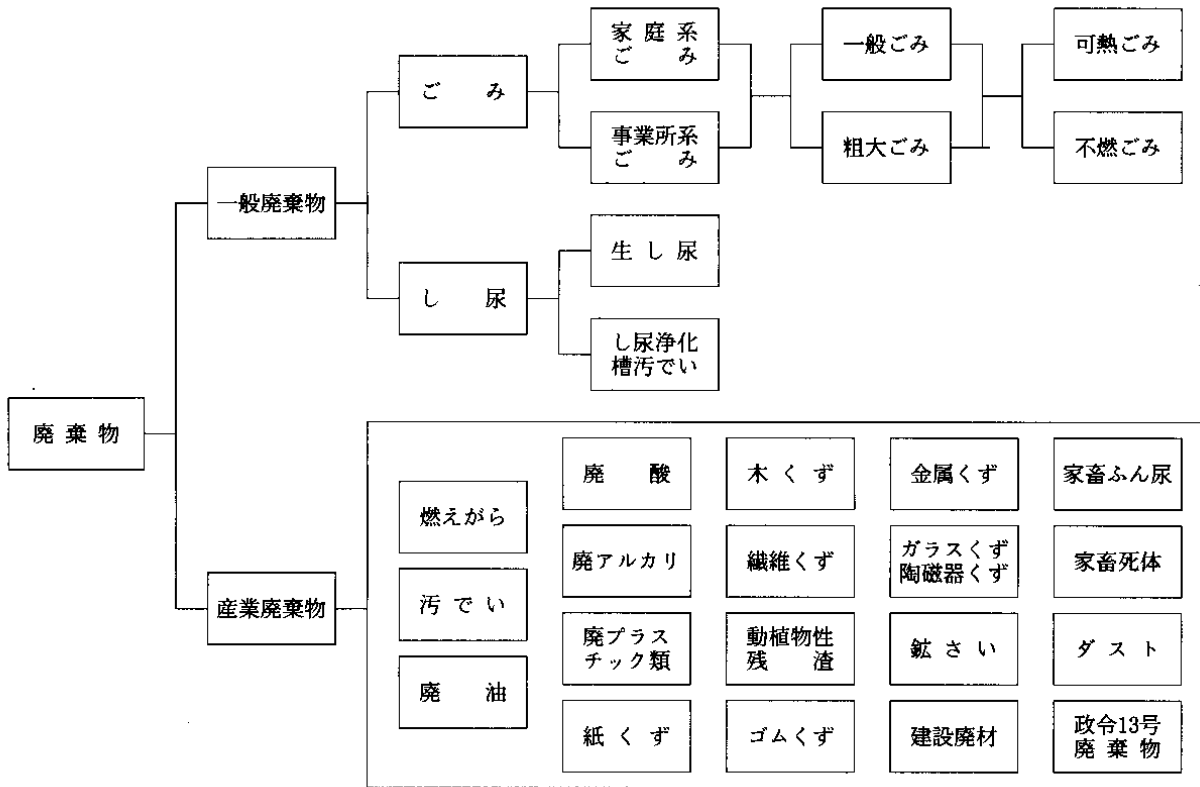 家庭系
ごみ
一般ごみ
可熱ごみ
ごみ
事業所系
ごみ
粗大ごみ
不燃ごみ
一般廃棄物
生し尿
し尿
し尿浄化
槽汚でい
廃棄物
産業廃棄物
燃えがら
汚でい
廃油
廃酸
木くず
金属くず
家畜ふん尿
廃アルカリ
繊維くず
ガラスくず
陶磁器くず
家畜死体
廃プラス
チック類
動植物性
残渣
鉱さい
ダスト
紙くず
ゴムくず
建設廃材
政令13号
廃棄物